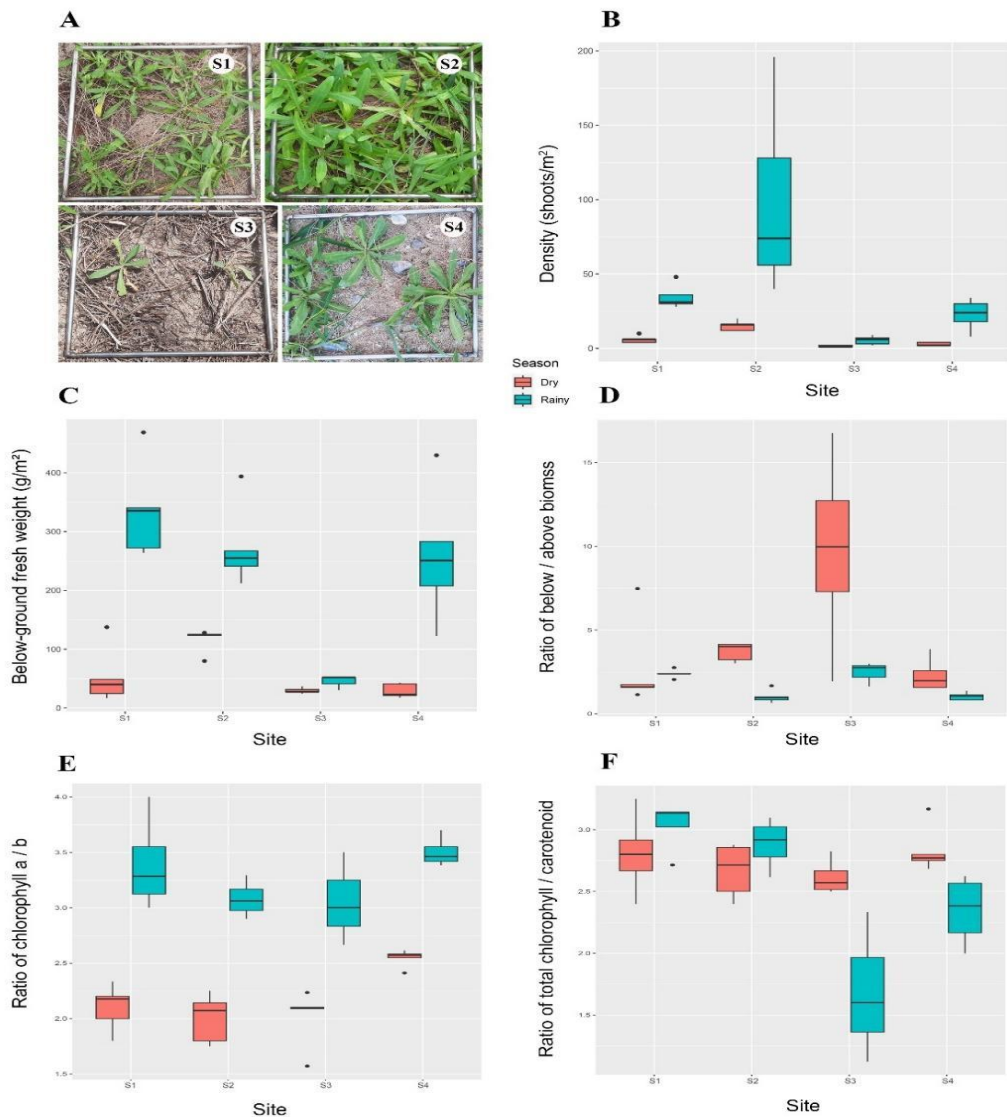 A
S1
S2
S3
S4
B
Density (shoots/m²)
200
150
100
50
0
S1
S2
S3
S4
Site
Season
Dry
Rainy
C
Below-ground fresh weight (g/m²)
400
300
200
100
0
S1
S2
S3
S4
Site
D
Ratio of below / above biomss
15
10
5
0
S1
S2
S3
S4
Site
E
Ratio of chlorophyll a / b
4.0
3.5
3.0
2.5
2.0
1.5
S1
S2
S3
S4
Site
F
Ratio of total chlorophyll / carotenoid
3.0
2.5
2.0
1.5
S1
S2
S3
S4
Site